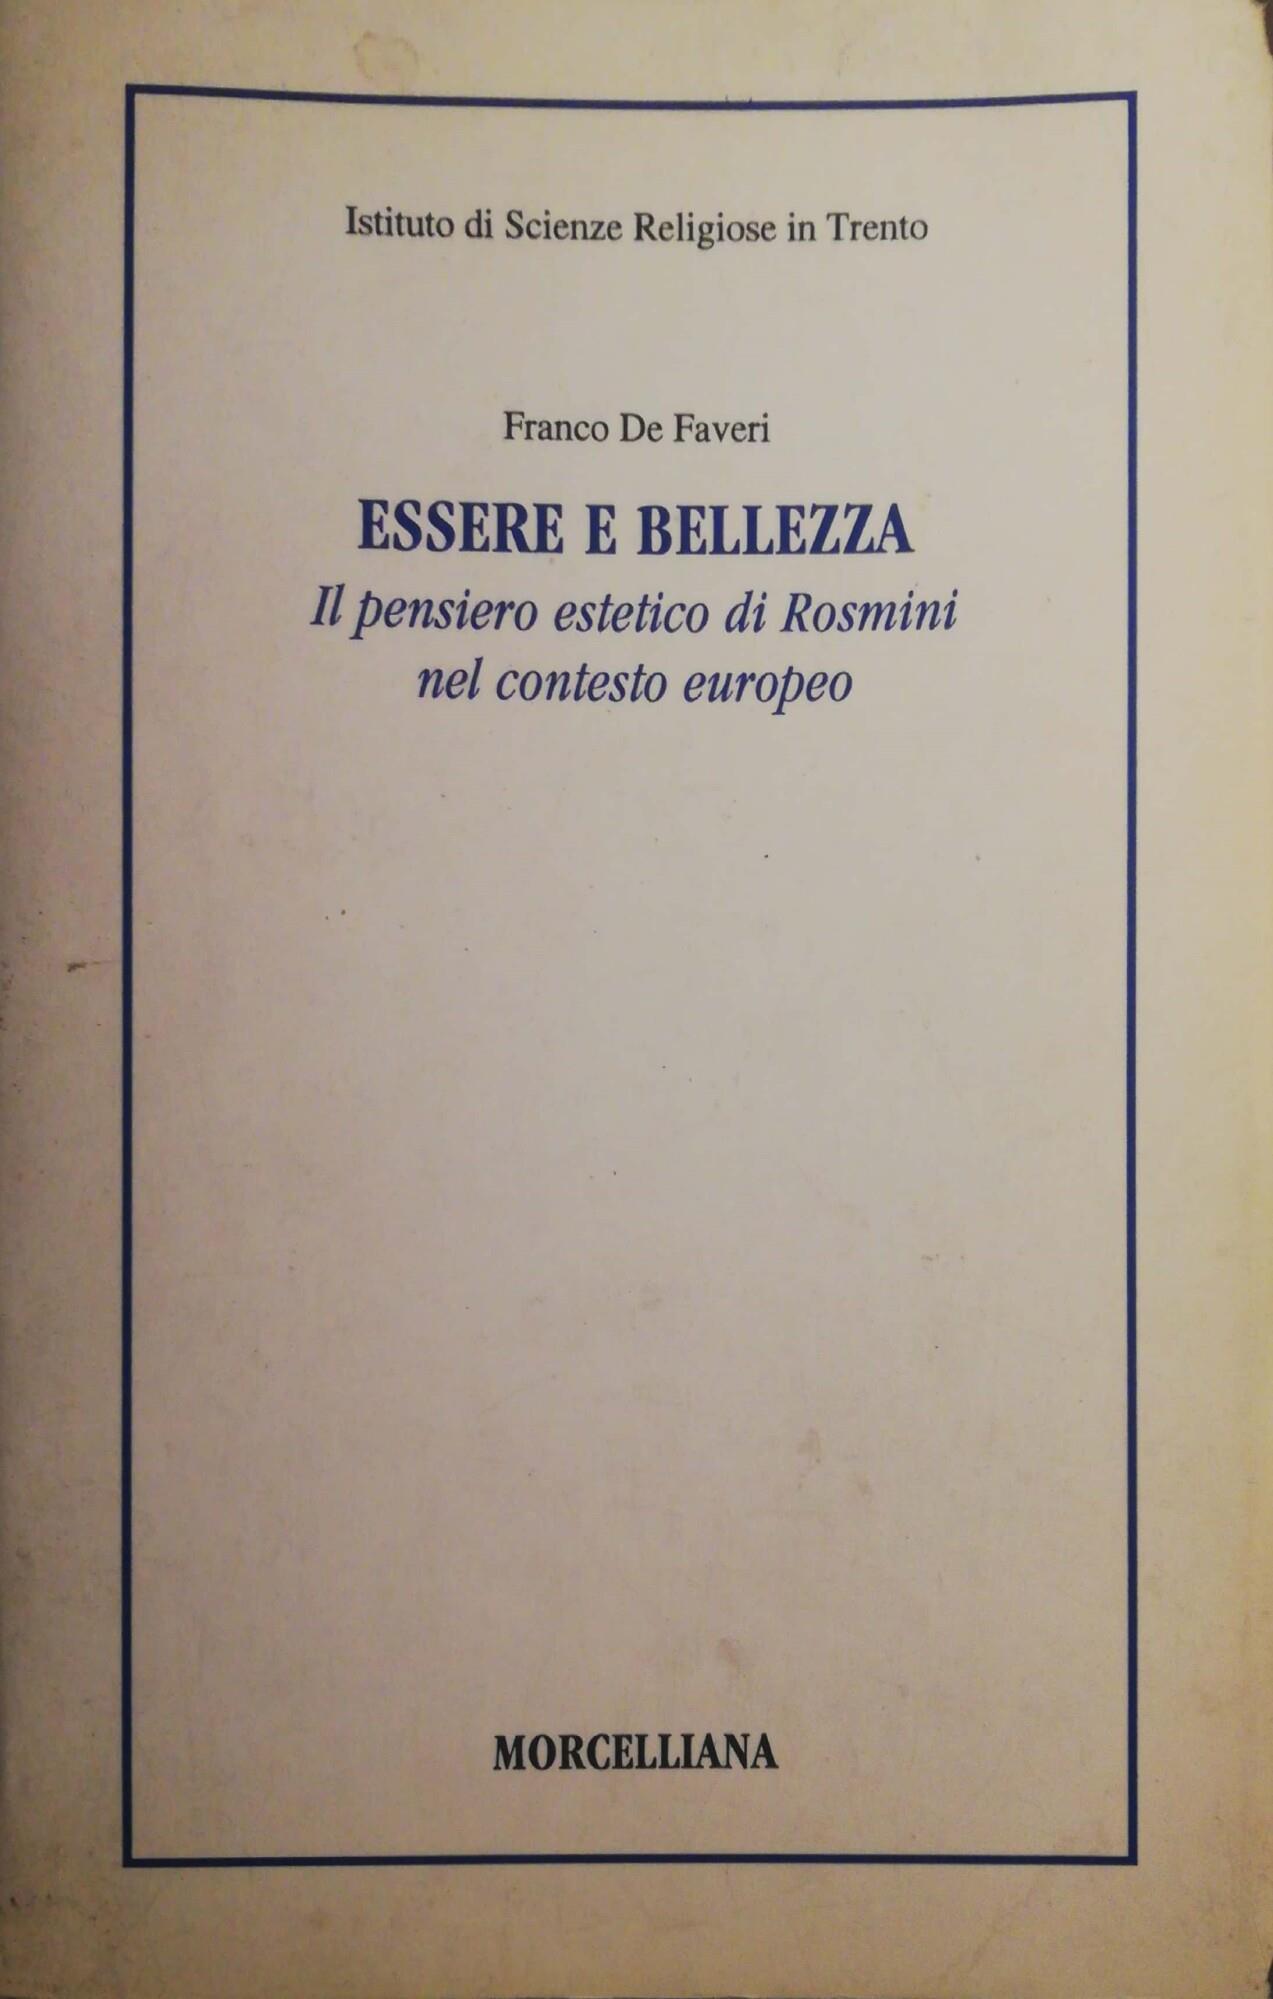 Istituto di Scienze Religiose in Trento
Franco De Faveri
ESSERE E BELLEZZA
Il pensiero estetico di Rosmini
nel contesto europeo
MORCELLIANA